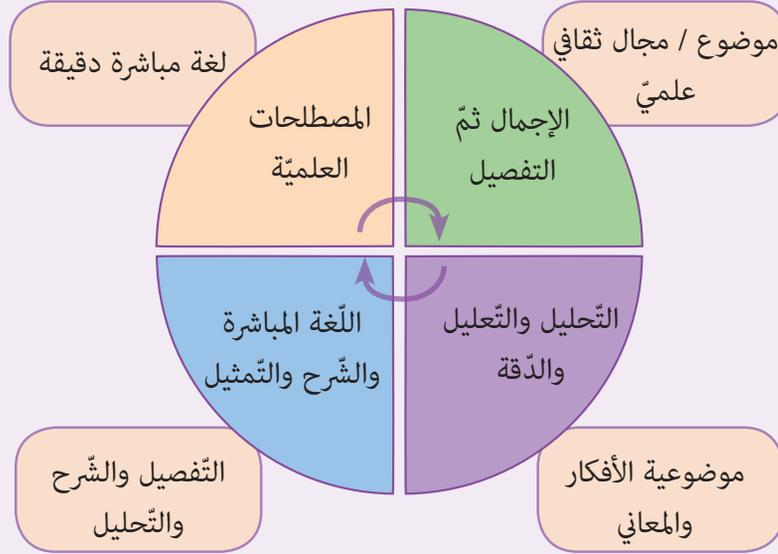 موضوع / مجال ثقافي
علميّ
لغة مباشرة دقيقة
الإجمال ثمّ
التفصيل
المصطلحات
العلميّة
التّحليل والتّعليل
والدّقة
اللّغة المباشرة
والشّرح والتّمثيل
موضوعية الأفكار
والمعاني
التّفصيل والشّرح
والتّحليل